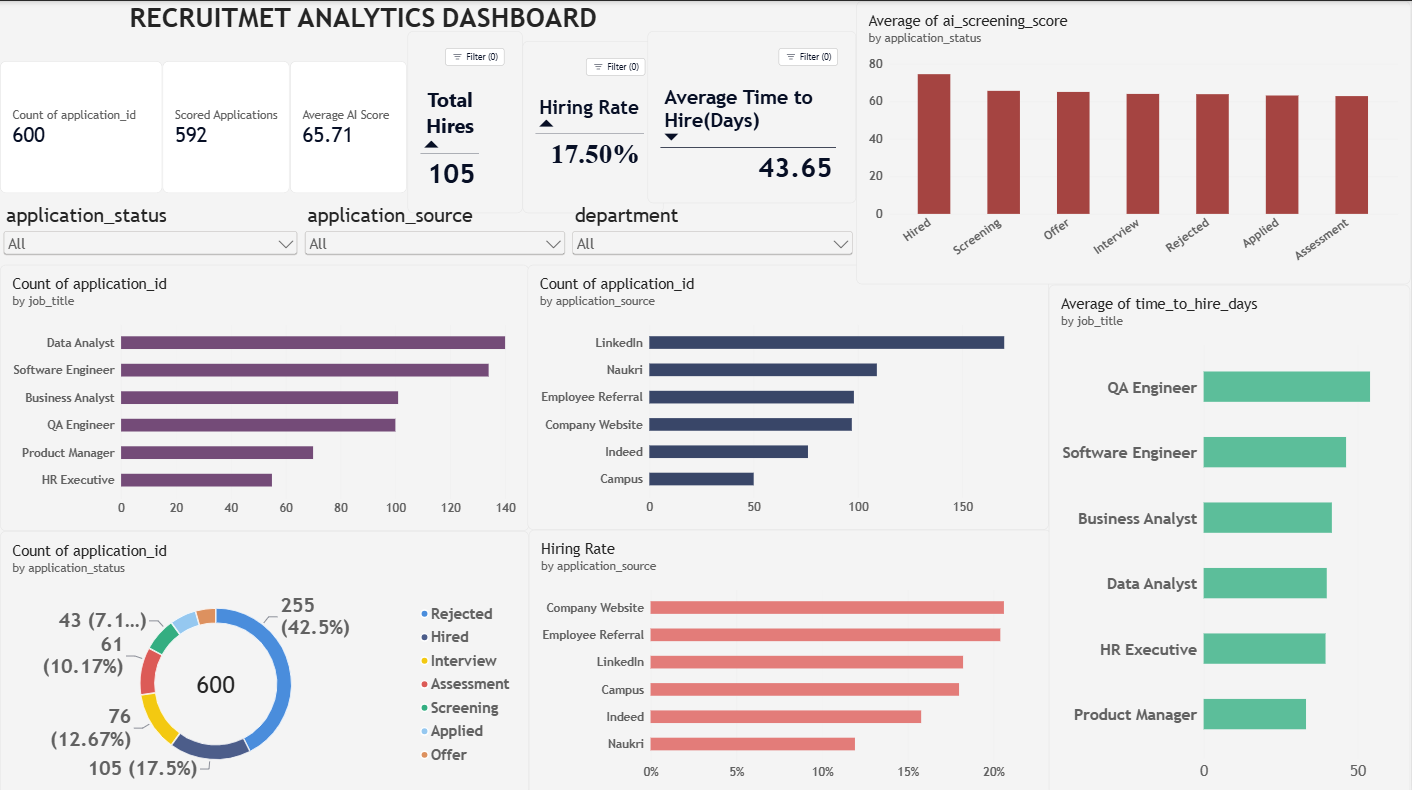 RECRUITMET ANALYTICS DASHBOARD
Count of application_id
600
Scored Applications
592
Average AI Score
65.71
Filter (0)
Total
Hires
105
Filter (0)
Hiring Rate
17.50%
Filter (0)
Average Time to
Hire(Days)
43.65
application_status
All
application_source
All
department
All
Average of ai_screening_score
by application_status
80
60
40
20
0
Hired
Screening
Offer
Interview
Rejected
Applied
Assessment
Count of application_id
by job_title
Data Analyst
Software Engineer
Business Analyst
QA Engineer
Product Manager
HR Executive
0 20 40 60 80 100 120 140
Count of application_id
by application_source
LinkedIn
Naukri
Employee Referral
Company Website
Indeed
Campus
0 50 100 150
Average of time_to_hire_days
by job_title
QA Engineer
Software Engineer
Business Analyst
Data Analyst
HR Executive
Product Manager
0 50
Count of application_id
by application_status
255
(42.5%)
43 (7.1...)
61
(10.17%)
76
(12.67%)
105 (17.5%)
600
Rejected
Hired
Interview
Assessment
Screening
Applied
Offer
Hiring Rate
by application_source
Company Website
Employee Referral
LinkedIn
Campus
Indeed
Naukri
0% 5% 10% 15% 20%